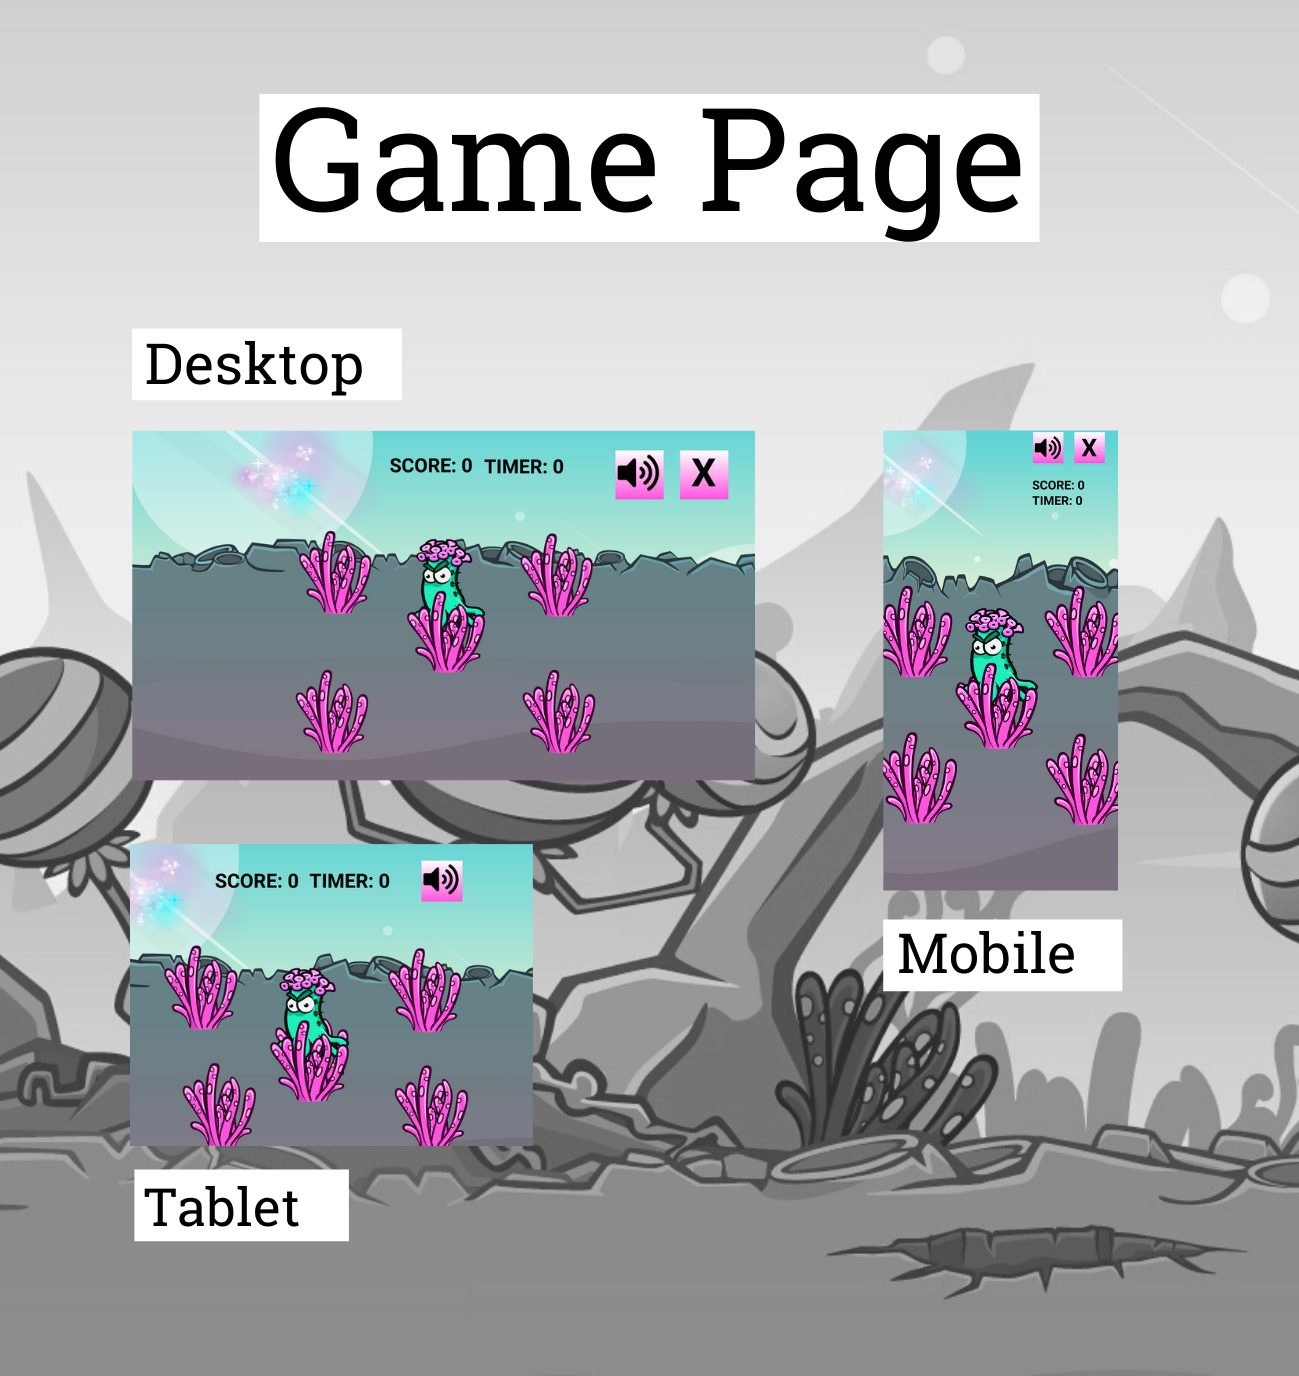 Game Page
Desktop
SCORE: 0 TIMER: 0
X
X
SCORE: 0
TIMER: 0
SCORE: 0 TIMER: 0
Mobile
Tablet